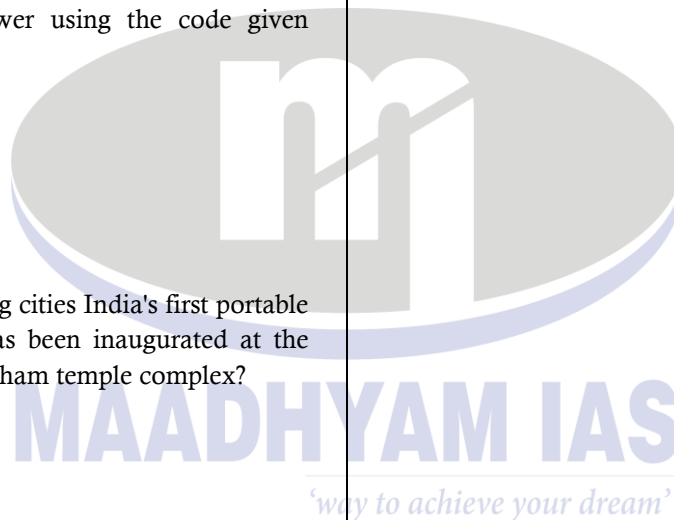 wer using the code given
g cities India's first portable
as been inaugurated at the
ham temple complex?
MAADHYAM IAS
'way to achieve your dream'